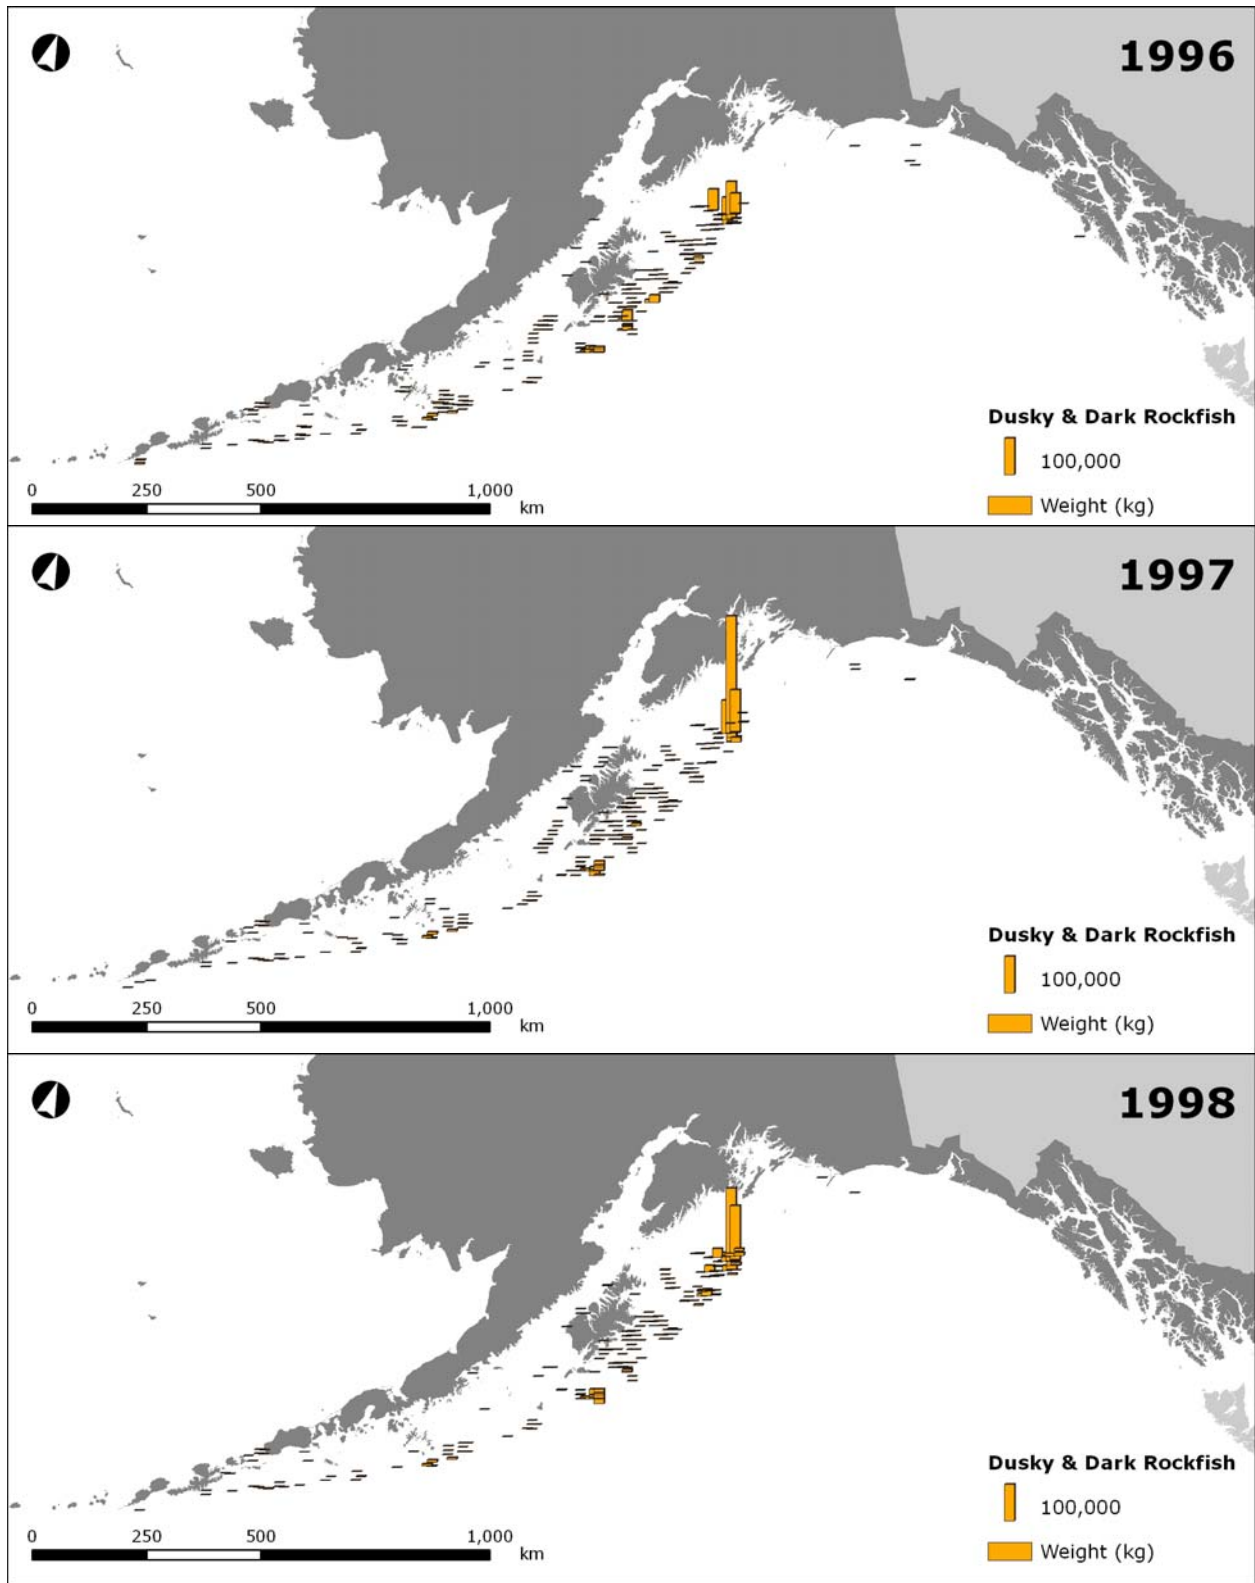 1996
Dusky & Dark Rockfish
100,000
Weight (kg)
0 250 500 1,000
km
1997
Dusky & Dark Rockfish
100,000
Weight (kg)
0 250 500 1,000
km
1998
Dusky & Dark Rockfish
100,000
Weight (kg)
0 250 500 1,000
km